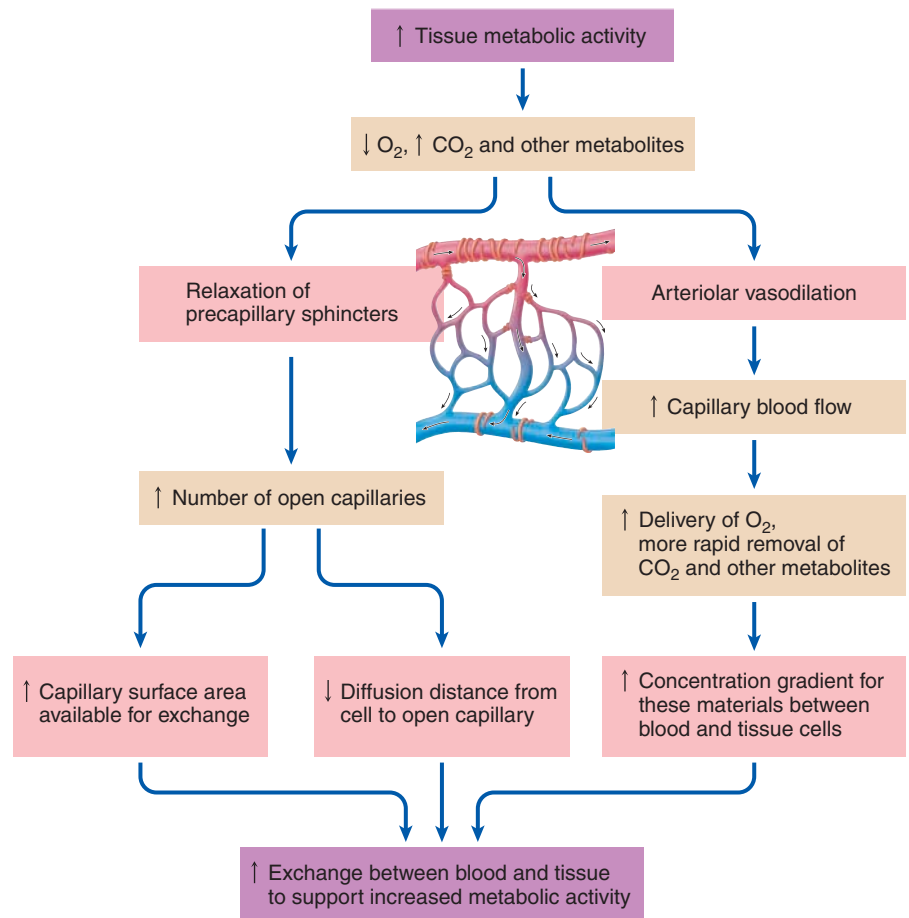 ↑ Tissue metabolic activity
↓ O₂, ↑ CO₂ and other metabolites
Relaxation of
precapillary sphincters
Arteriolar vasodilation
↑ Capillary blood flow
↑ Number of open capillaries
↑ Delivery of O₂,
more rapid removal of
CO₂ and other metabolites
↑ Capillary surface area
available for exchange
↓ Diffusion distance from
cell to open capillary
↑ Concentration gradient for
these materials between
blood and tissue cells
↑ Exchange between blood and tissue
to support increased metabolic activity